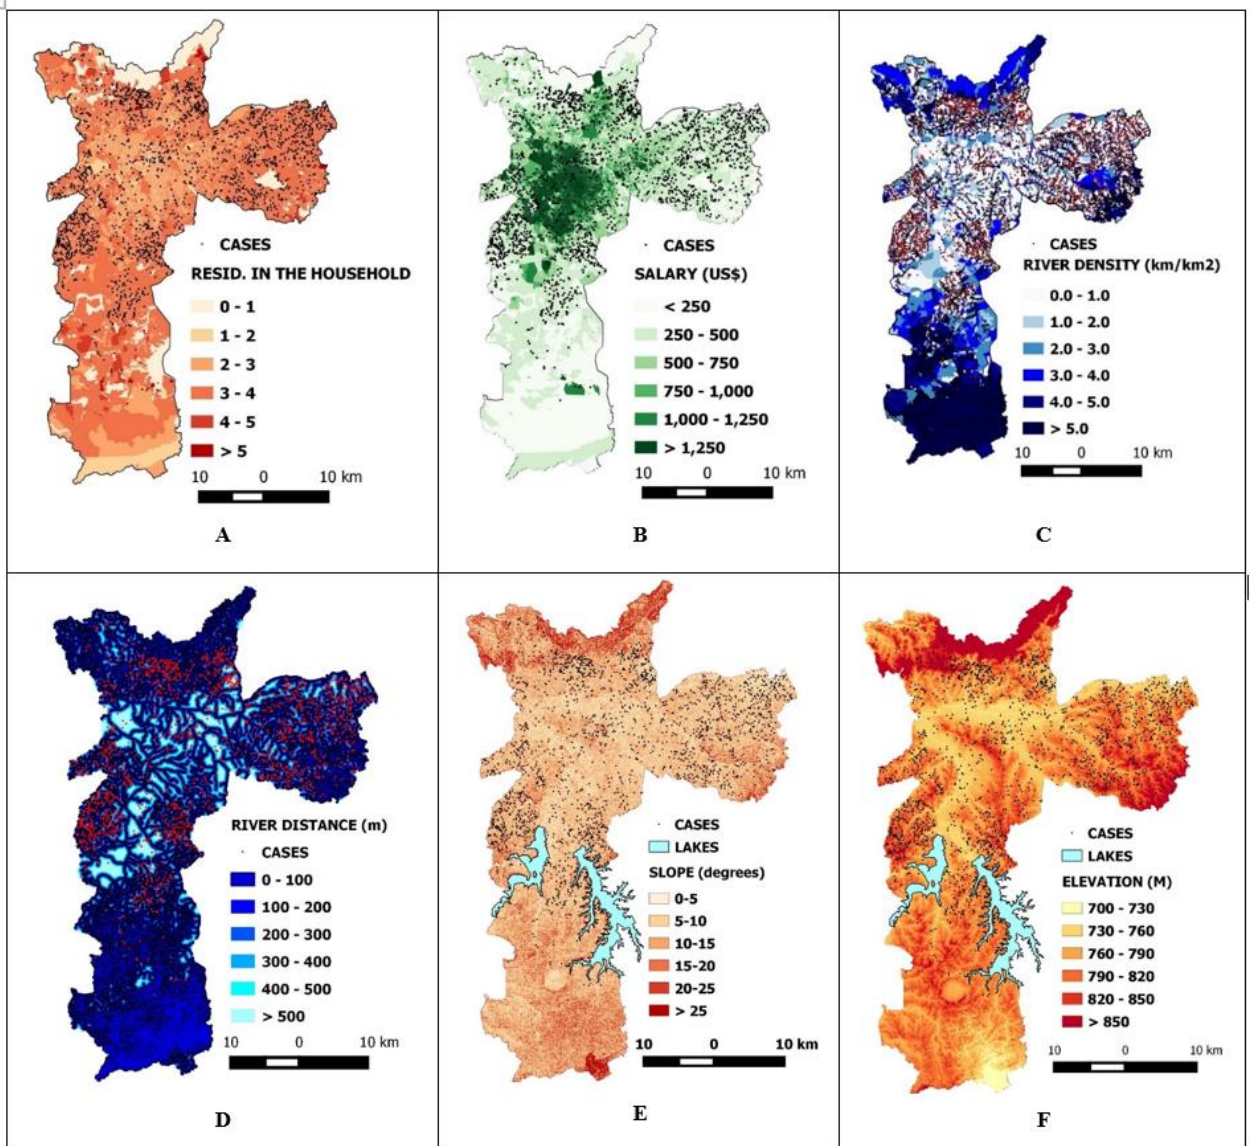 CASES
RESID. IN THE HOUSEHOLD
0 - 1
1 - 2
2 - 3
3 - 4
4 - 5
> 5
10 0 10 km
A
CASES
SALARY (US$)
< 250
250 - 500
500 - 750
750 - 1,000
1,000 - 1,250
> 1,250
10 0 10 km
B
CASES
RIVER DENSITY (km/km2)
0.0 - 1.0
1.0 - 2.0
2.0 - 3.0
3.0 - 4.0
4.0 - 5.0
> 5.0
10 0 10 km
C
RIVER DISTANCE (m)
CASES
0 - 100
100 - 200
200 - 300
300 - 400
400 - 500
> 500
10 0 10 km
D
CASES
LAKES
SLOPE (degrees)
0-5
5-10
10-15
15-20
20-25
> 25
10 0 10 km
E
CASES
LAKES
ELEVATION (M)
700 - 730
730 - 760
760 - 790
790 - 820
820 - 850
> 850
10 0 10 km
F